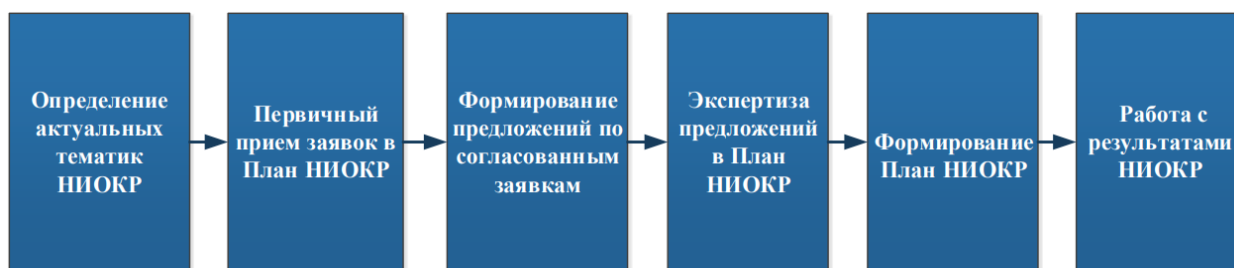 Определение
актуальных
тематик
НИОКР
Первичный
прием заявок в
План НИОКР
Формирование
предложений по
согласованным
заявкам
Экспертиза
предложений
в План
НИОКР
Формирование
План НИОКР
Работа с
результатами
НИОКР